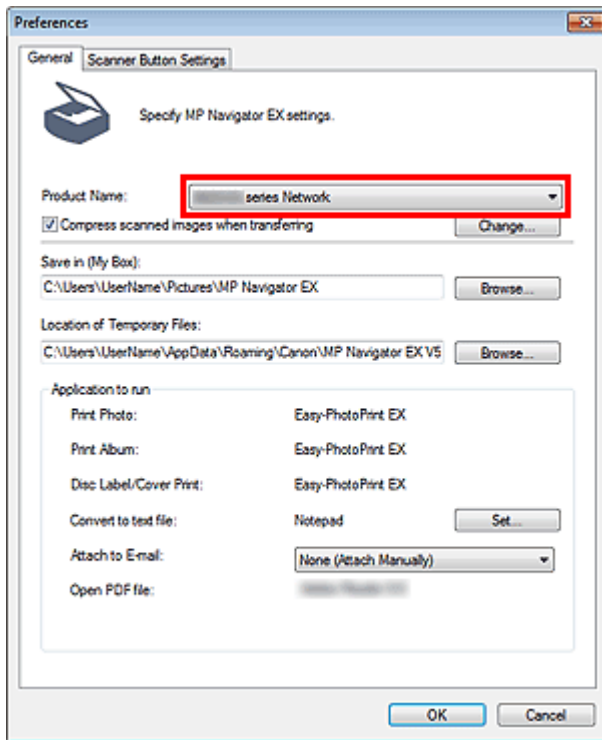 Preferences
General Scanner Button Settings
Specify MP Navigator EX settings.
Product Name: series Network
Compress scanned images when transferring Change...
Save in (My Box):
C:\Users\UserName\Pictures\MP Navigator EX Browse...
Location of Temporary Files:
C:\Users\UserName\AppData\Roaming\Canon\MP Navigator EX V5 Browse...
Application to run
Print Photo: Easy-PhotoPrint EX
Print Album: Easy-PhotoPrint EX
Disc Label/Cover Print: Easy-PhotoPrint EX
Convert to text file: Notepad Set...
Attach to E-mail: None (Attach Manually)
Open PDF file:
OK Cancel